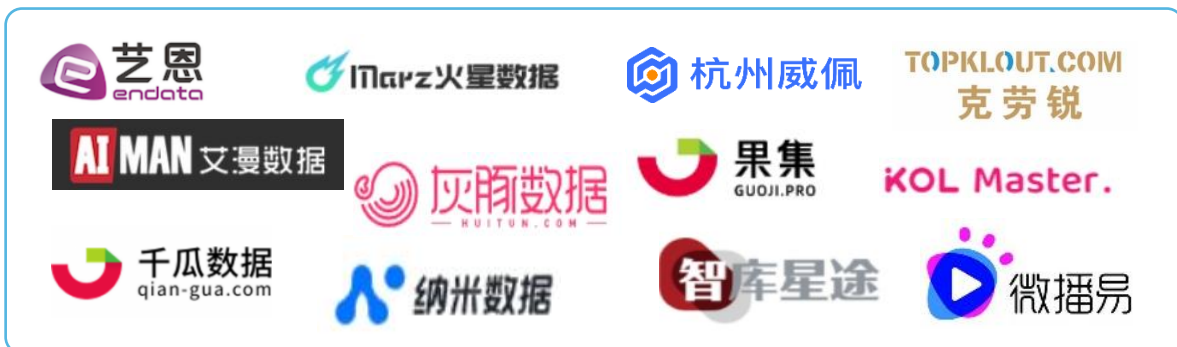 艺恩
endata
Marz火星数据
杭州威佩
TOPKLOUT.COM
克劳锐
AIMAN 艾漫数据
灰豚数据
HUITUN.COM
果集
GUOJI.PRO
KOL Master.
千瓜数据
qian-gua.com
纳米数据
智库星途
微播易